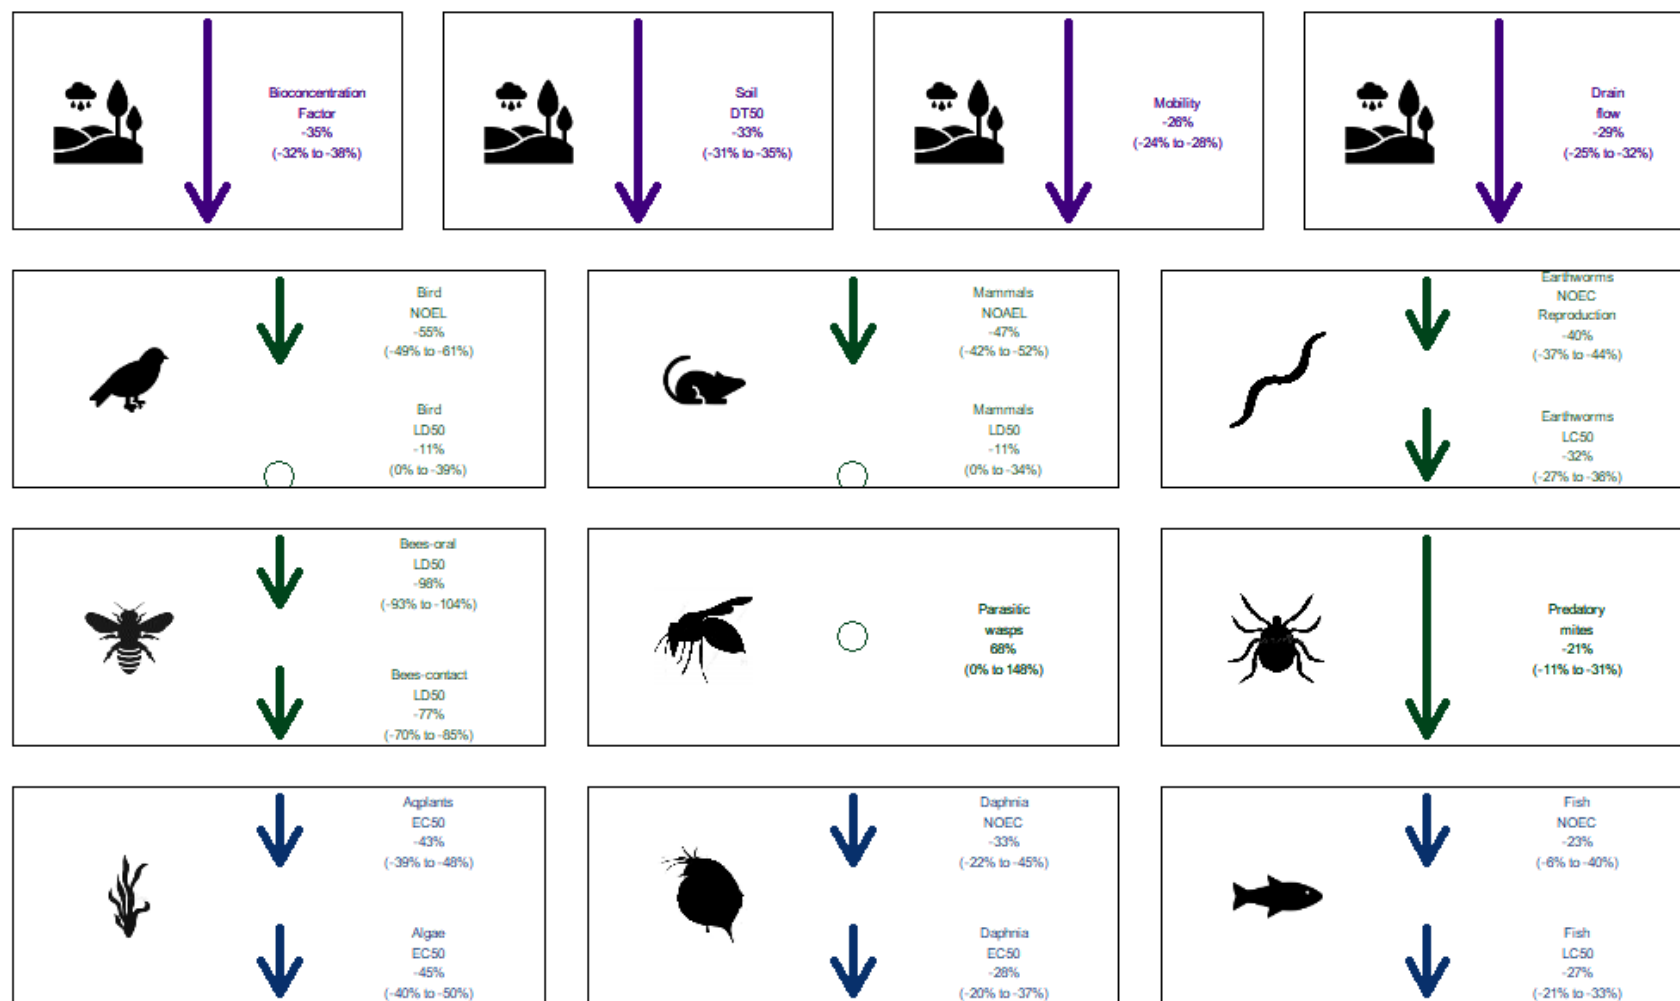 Bioconcentration
Factor
-35%
(-32% to -38%)
Soil
DT50
-33%
(-31% to -35%)
Mobility
-26%
(-24% to -28%)
Drain
flow
-29%
(-25% to -32%)
Bird
NOEL
-55%
(-49% to -61%)
Bird
LD50
-11%
(0% to -39%)
Mammals
NOAEL
-47%
(-42% to -52%)
Mammals
LD50
-11%
(0% to -34%)
Earthworms
NOEC
Reproduction
-40%
(-37% to -44%)
Earthworms
LC50
-32%
(-27% to -36%)
Bees-oral
LD50
-98%
(-93% to -104%)
Bees-contact
LD50
-77%
(-70% to -85%)
Parasitic
wasps
68%
(0% to 148%)
Predatory
mites
-21%
(-11% to -31%)
Aqplants
EC50
-43%
(-39% to -48%)
Algae
EC50
-45%
(-40% to -50%)
Daphnia
NOEC
-33%
(-22% to -45%)
Daphnia
EC50
-28%
(-20% to -37%)
Fish
NOEC
-23%
(-6% to -40%)
Fish
LC50
-27%
(-21% to -33%)